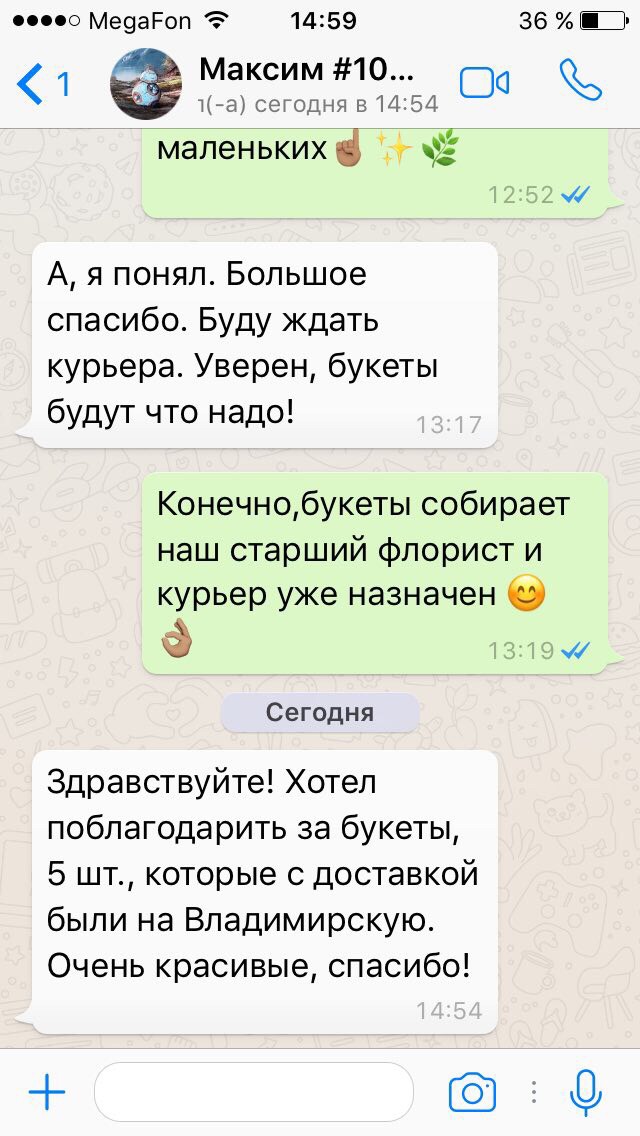 MegaFon 14:59 36 %
1 Максим #10...
л(-а) сегодня в 14:54
маленьких☝🏽✨🌿
12:52
А, я понял. Большое
спасибо. Буду ждать
курьера. Уверен, букеты
будут что надо!
13:17
Конечно,букеты собирает
наш старший флорист и
курьер уже назначен 😊
👌🏽
13:19
Сегодня
Здравствуйте! Хотел
поблагодарить за букеты,
5 шт., которые с доставкой
были на Владимирскую.
Очень красивые, спасибо!
14:54